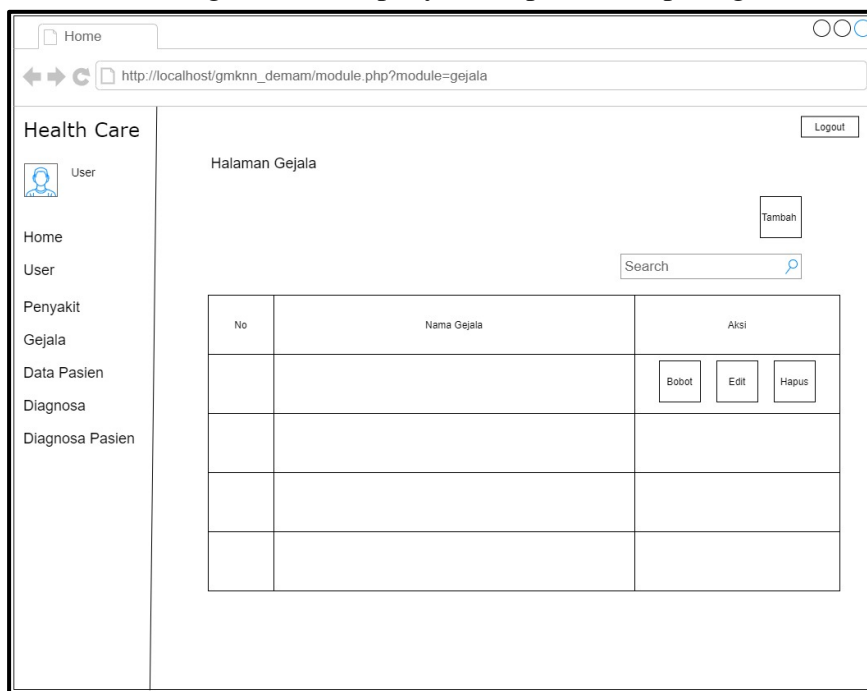 Home
http://localhost/gmknn_demam/module.php?module=gejala
Health Care
Logout
User
Halaman Gejala
Tambah
Home
Search
User
Penyakit
Gejala
Data Pasien
Diagnosa
Diagnosa Pasien
No
Nama Gejala
Aksi
Bobot
Edit
Hapus